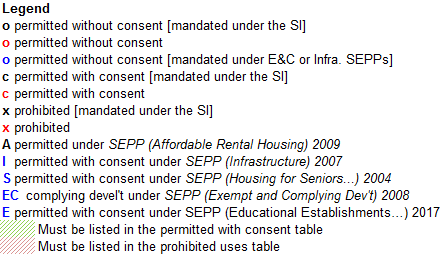 Legend
o permitted without consent [mandated under the SI]
o permitted without consent
o permitted without consent [mandated under E&C or Infra. SEPPs]
c permitted with consent [mandated under the SI]
c permitted with consent
x prohibited [mandated under the SI]
x prohibited
A permitted under SEPP (Affordable Rental Housing) 2009
I permitted with consent under SEPP (Infrastructure) 2007
S permitted with consent under SEPP (Housing for Seniors...) 2004
EC complying devel't under SEPP (Exempt and Complying Dev't) 2008
E permitted with consent under SEPP (Educational Establishments...) 2017
Must be listed in the permitted with consent table
Must be listed in the prohibited uses table